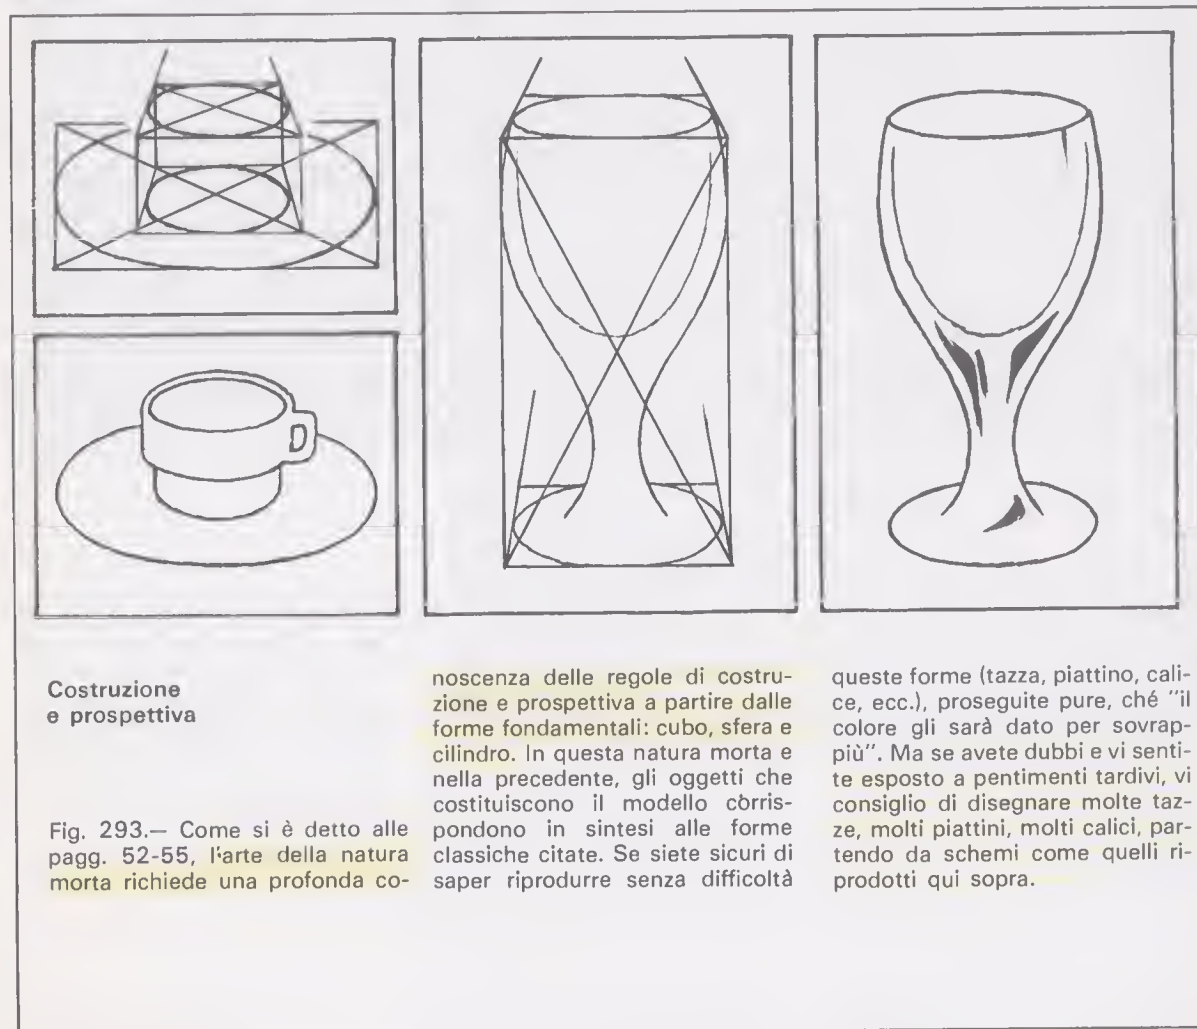 Costruzione
e prospettiva
Fig. 293.— Come si è detto alle
pagg. 52-55, l'arte della natura
morta richiede una profonda co-
noscenza delle regole di costru-
zione e prospettiva a partire dalle
forme fondamentali: cubo, sfera e
cilindro. In questa natura morta e
nella precedente, gli oggetti che
costituiscono il modello corris-
pondono in sintesi alle forme
classiche citate. Se siete sicuri di
saper riprodurre senza difficoltà
queste forme (tazza, piattino, cali-
ce, ecc.), proseguite pure, ché "il
colore gli sarà dato per sovrap-
più". Ma se avete dubbi e vi senti-
te esposto a pentimenti tardivi, vi
consiglio di disegnare molte taz-
ze, molti piattini, molti calici, par-
tendo da schemi come quelli ri-
prodotti qui sopra.